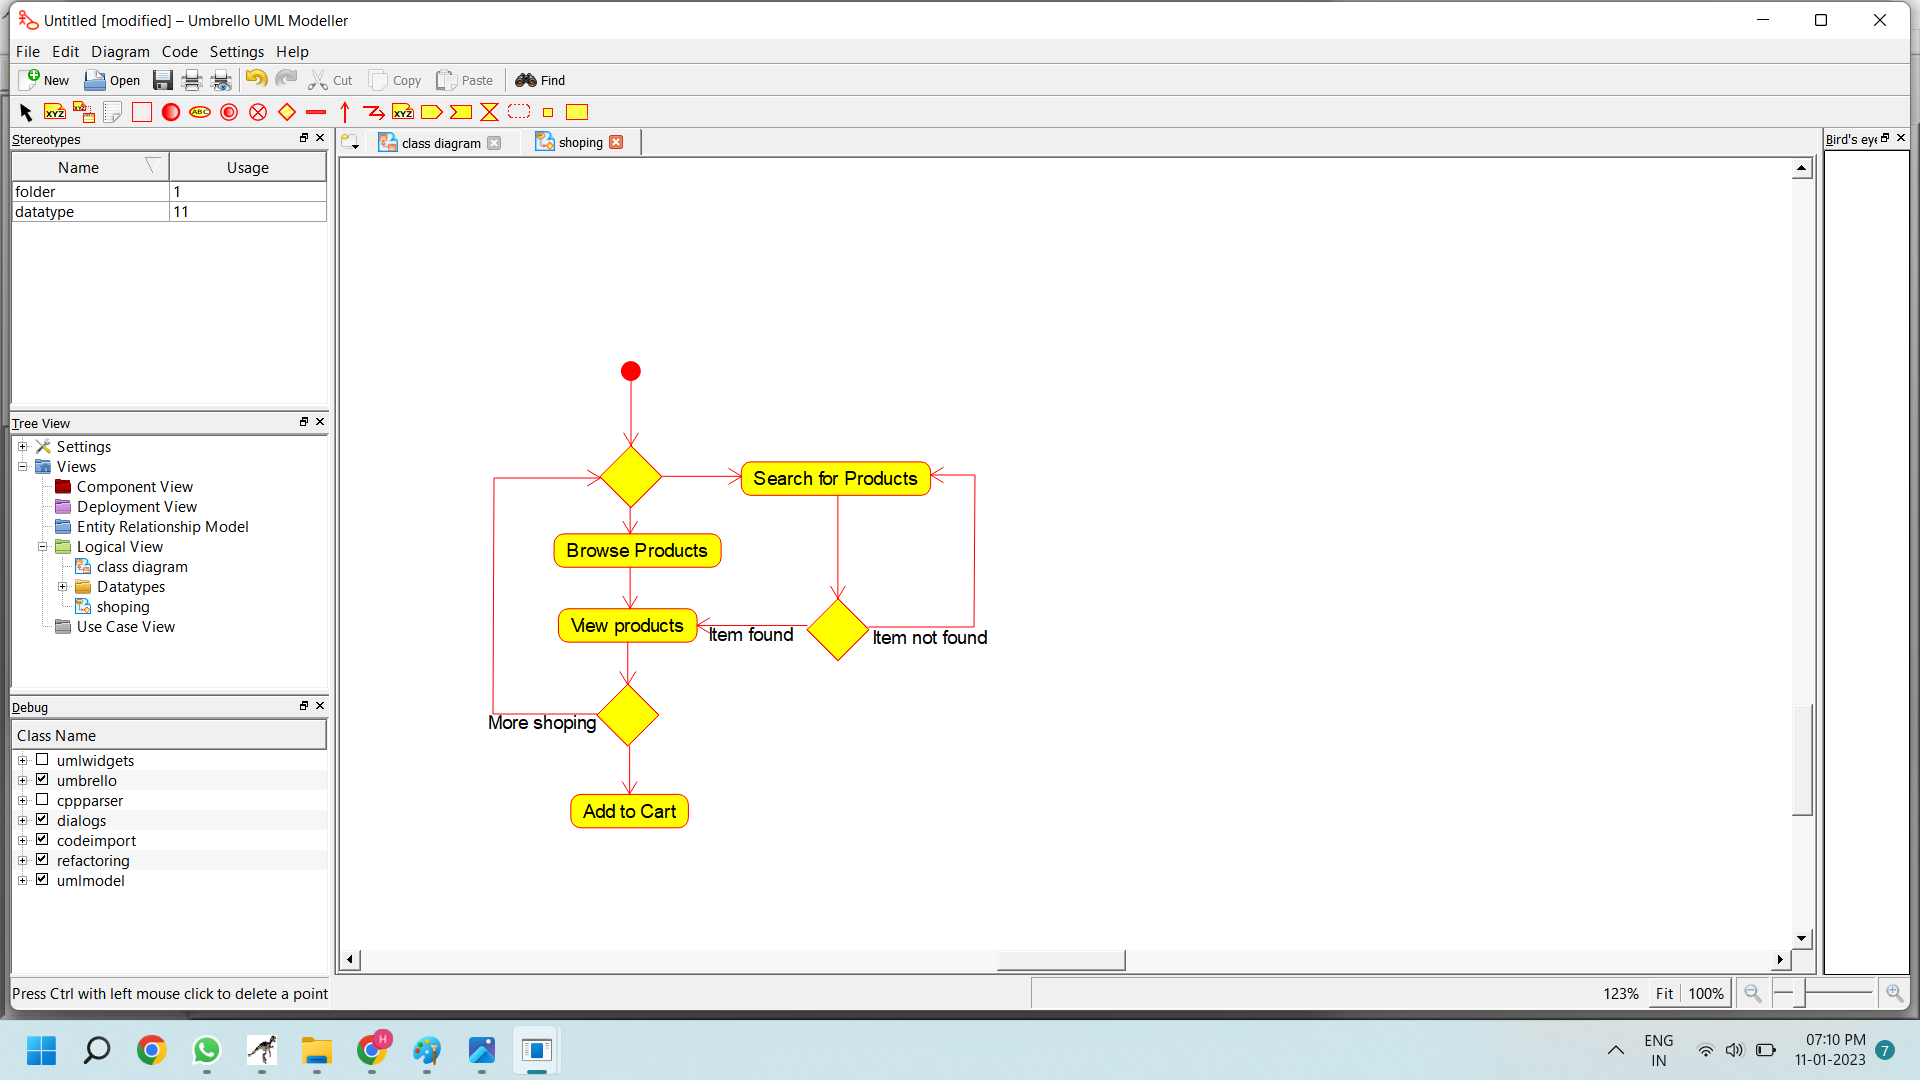 Untitled [modified] – Umbrello UML Modeller
File Edit Diagram Code Settings Help
New Open Cut Copy Paste Find
XYZ XYZ ABC XYZ
Stereotypes
class diagram
shoping
Bird's eye
Name Usage
folder 1
datatype 11
Tree View
Settings
Views
Component View
Deployment View
Entity Relationship Model
Logical View
class diagram
Datatypes
shoping
Use Case View
Debug
Class Name
umlwidgets
umbrello
cppparser
dialogs
codeimport
refactoring
umlmodel
Search for Products
Browse Products
View products
Item found
Item not found
More shoping
Add to Cart
Press Ctrl with left mouse click to delete a point
123% Fit 100%
H
ENG
IN
07:10 PM
11-01-2023
7